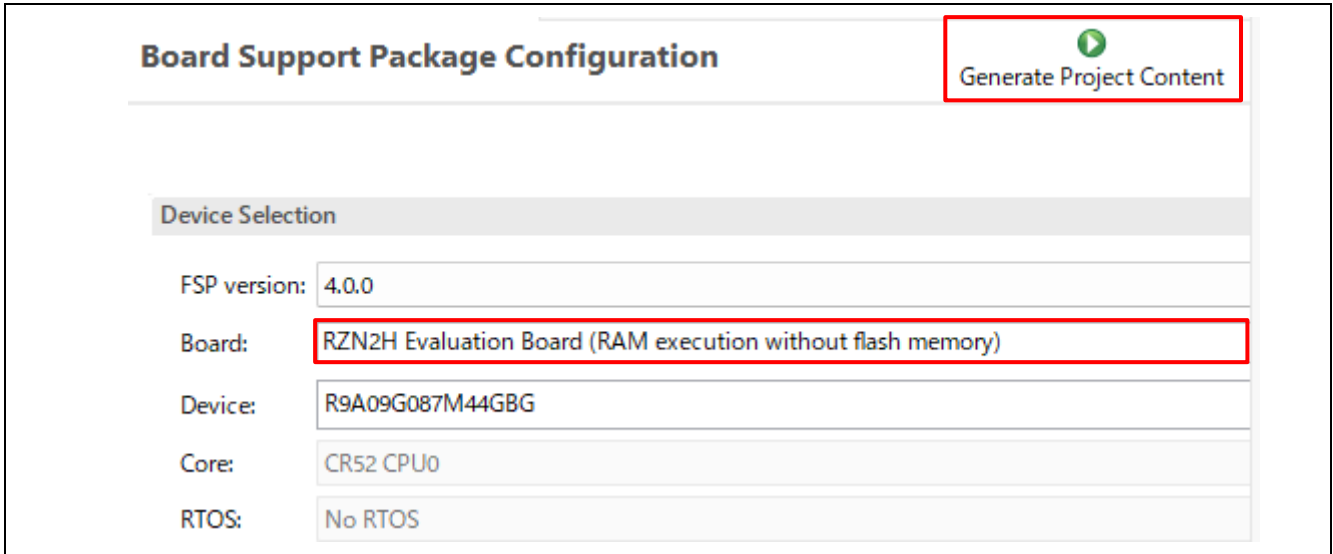 Board Support Package Configuration
Generate Project Content
Device Selection
FSP version: 4.0.0
Board: RZN2H Evaluation Board (RAM execution without flash memory)
Device: R9A09G087M44GBG
Core: CR52 CPU0
RTOS: No RTOS